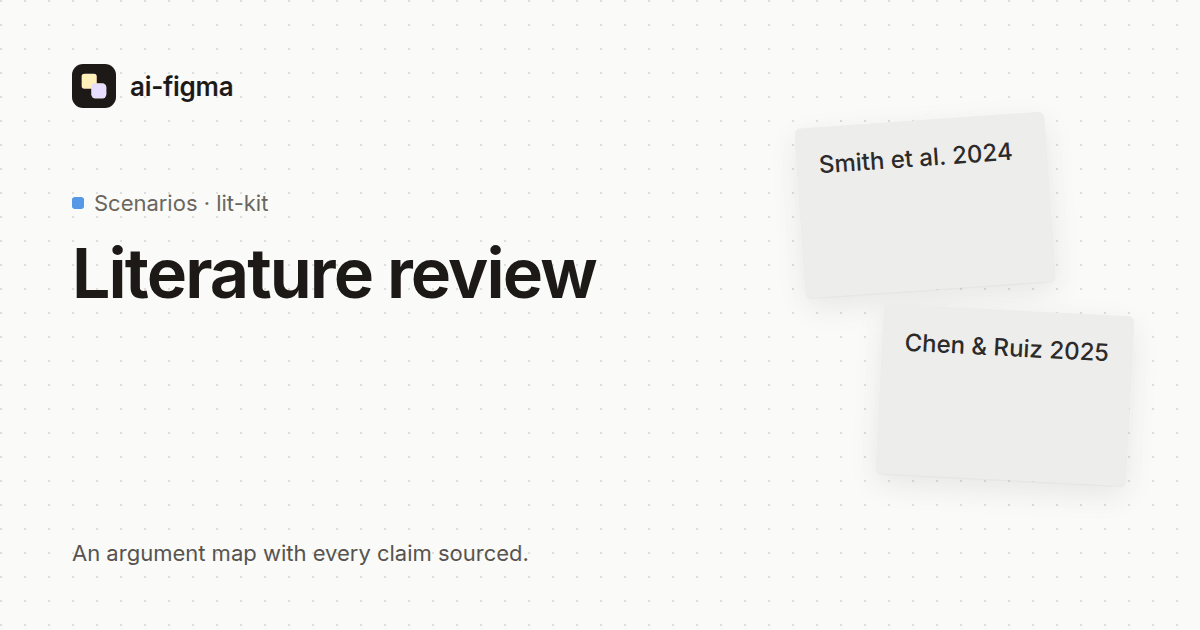 ai-figma
Scenarios · lit-kit
Literature review
Smith et al. 2024
Chen & Ruiz 2025
An argument map with every claim sourced.